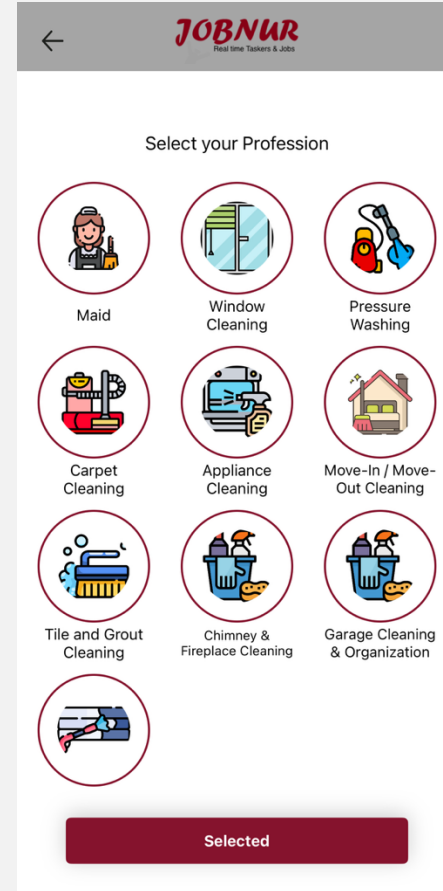 JOBNUR
Real time Taskers & Jobs
Select your Profession
Maid
Window
Cleaning
Pressure
Washing
Carpet
Cleaning
Appliance
Cleaning
Move-In / Move-
Out Cleaning
Tile and Grout
Cleaning
Chimney &
Fireplace Cleaning
Garage Cleaning
& Organization
Selected